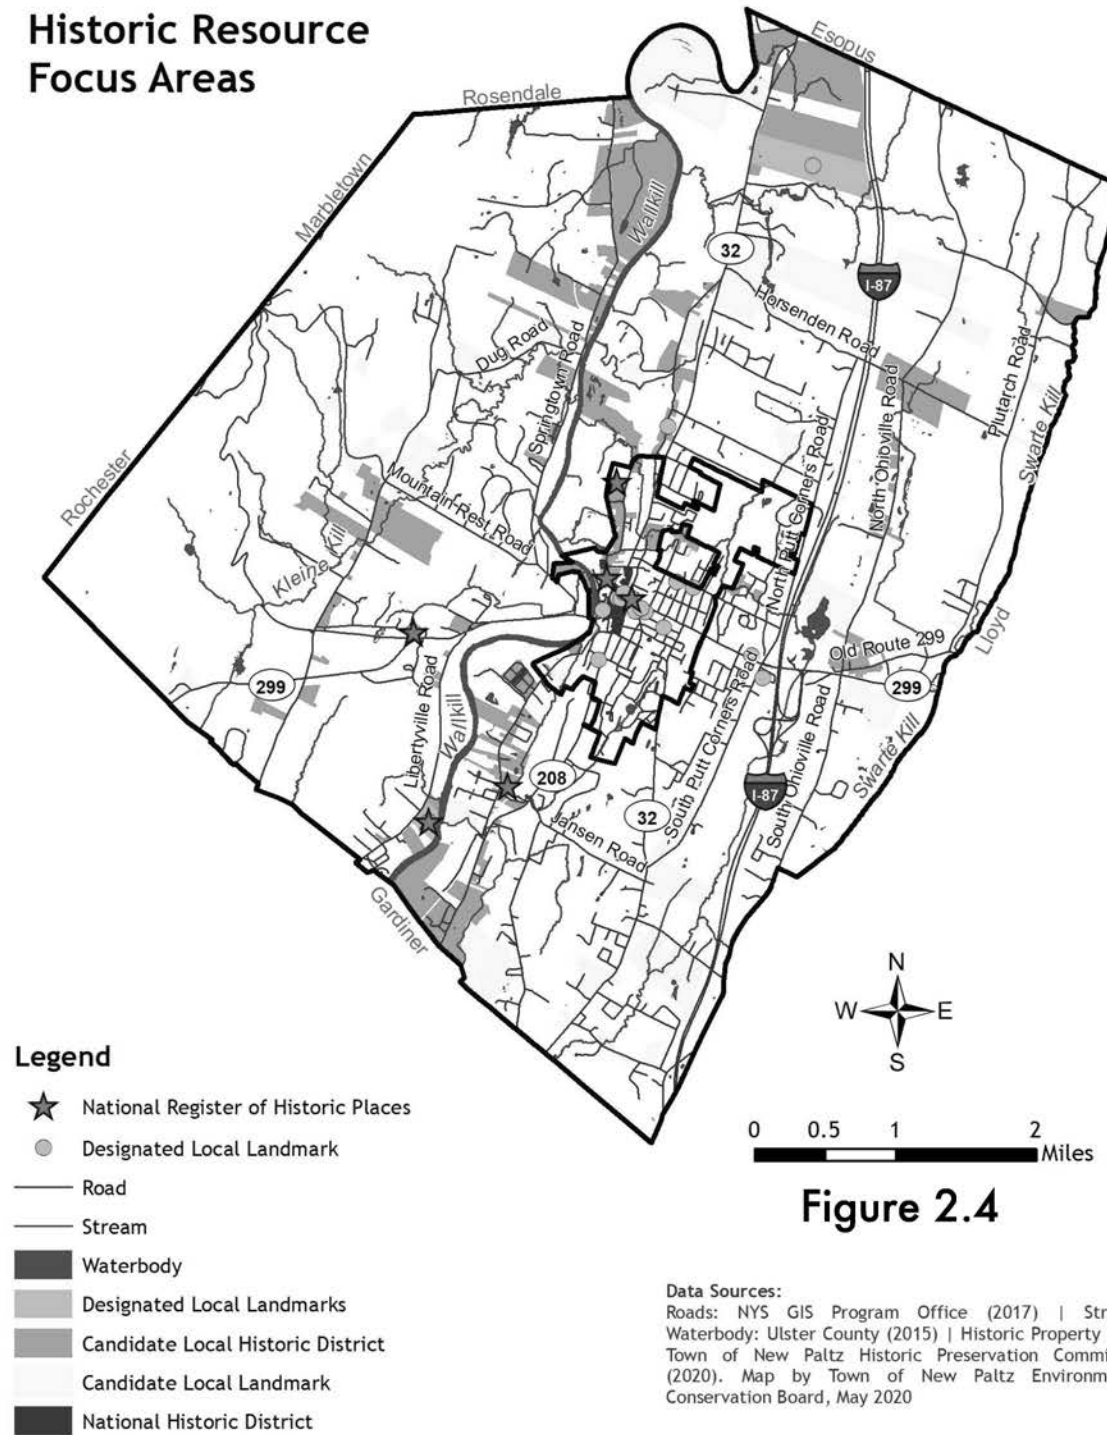 Historic Resource
Focus Areas
Esopus
Rosendale
Marbletown
Wallkill
32
I-87
Horsenden Road
Dug Road
Springtown Road
Plutarch Road
Swarte Kill
North Ohioville Road
North Putt Corners Road
Rochester
Mountain Rest Road
Kleine Kill
Lloyd
Old Route 299
299
299
Libertyville Road
Wallkill
South Putt Corners Road
South Ohioville Road
Swarte Kill
208
I-87
32
Jansen Road
Gardiner
N
W E
S
Legend
National Register of Historic Places
Designated Local Landmark
Road
Stream
Waterbody
Designated Local Landmarks
Candidate Local Historic District
Candidate Local Landmark
National Historic District
0 0.5 1 2
Miles
Figure 2.4
Data Sources:
Roads: NYS GIS Program Office (2017) | Str
Waterbody: Ulster County (2015) | Historic Property
Town of New Paltz Historic Preservation Commi
(2020). Map by Town of New Paltz Environm
Conservation Board, May 2020